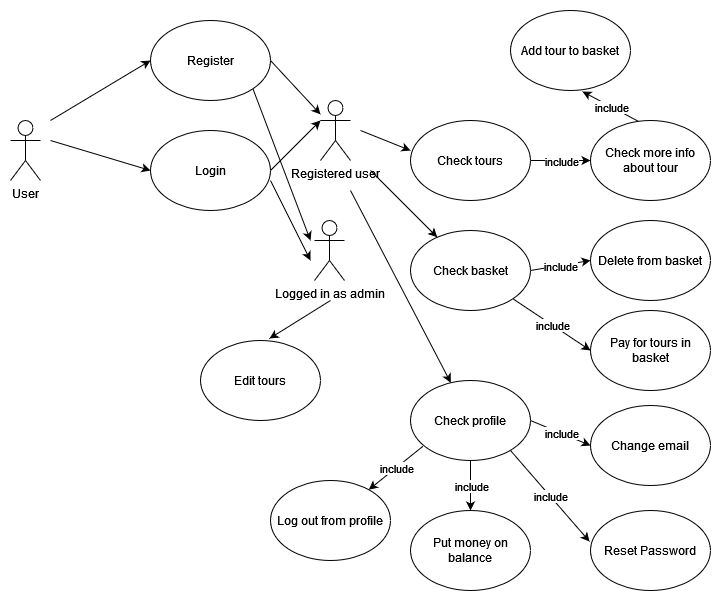 Add tour to basket
Register
include
Check tours
include
Check more info
about tour
Login
Registered user
User
Delete from basket
Check basket
include
Logged in as admin
include
Pay for tours in
basket
Edit tours
Check profile
include
Change email
include
include
include
Log out from profile
Put money on
balance
Reset Password